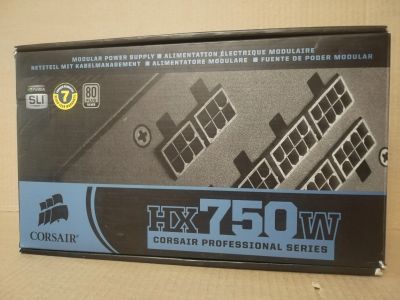 MODULAR POWER SUPPLY ■ ALIMENTATION ÉLECTRIQUE MODULAIRE
NETZTEIL MIT KABELMANAGEMENT ■ ALIMENTATORE MODULARE ■ FUENTE DE PODER MODULAR
SLI
7
80
PLUS
CORSAIR
HX750W
CORSAIR PROFESSIONAL SERIES